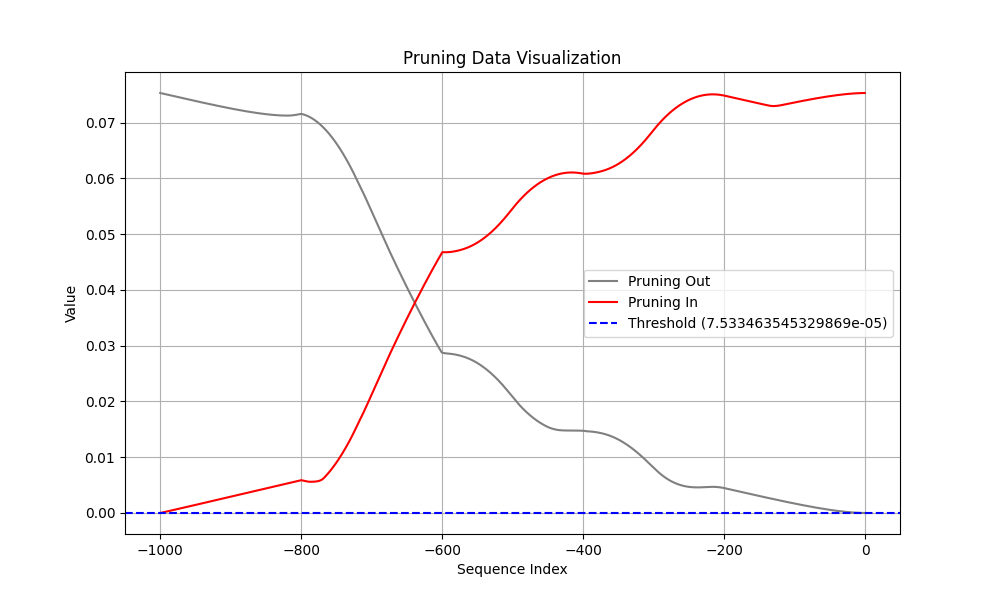 Pruning Data Visualization
Value
0.07
0.06
0.05
0.04
0.03
0.02
0.01
0.00
Pruning Out
Pruning In
Threshold (7.533463545329869e-05)
−1000
−800
−600
−400
−200
0
Sequence Index